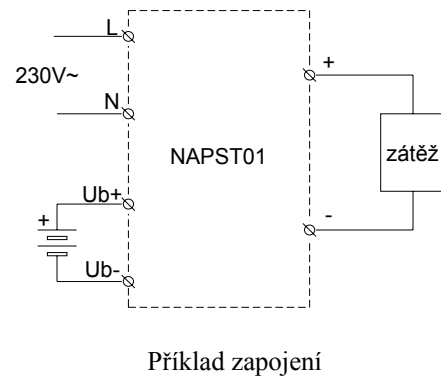 L
230V~
N
NAPST01
Ub+
+
Ub-
+
zátěž
-
Příklad zapojení